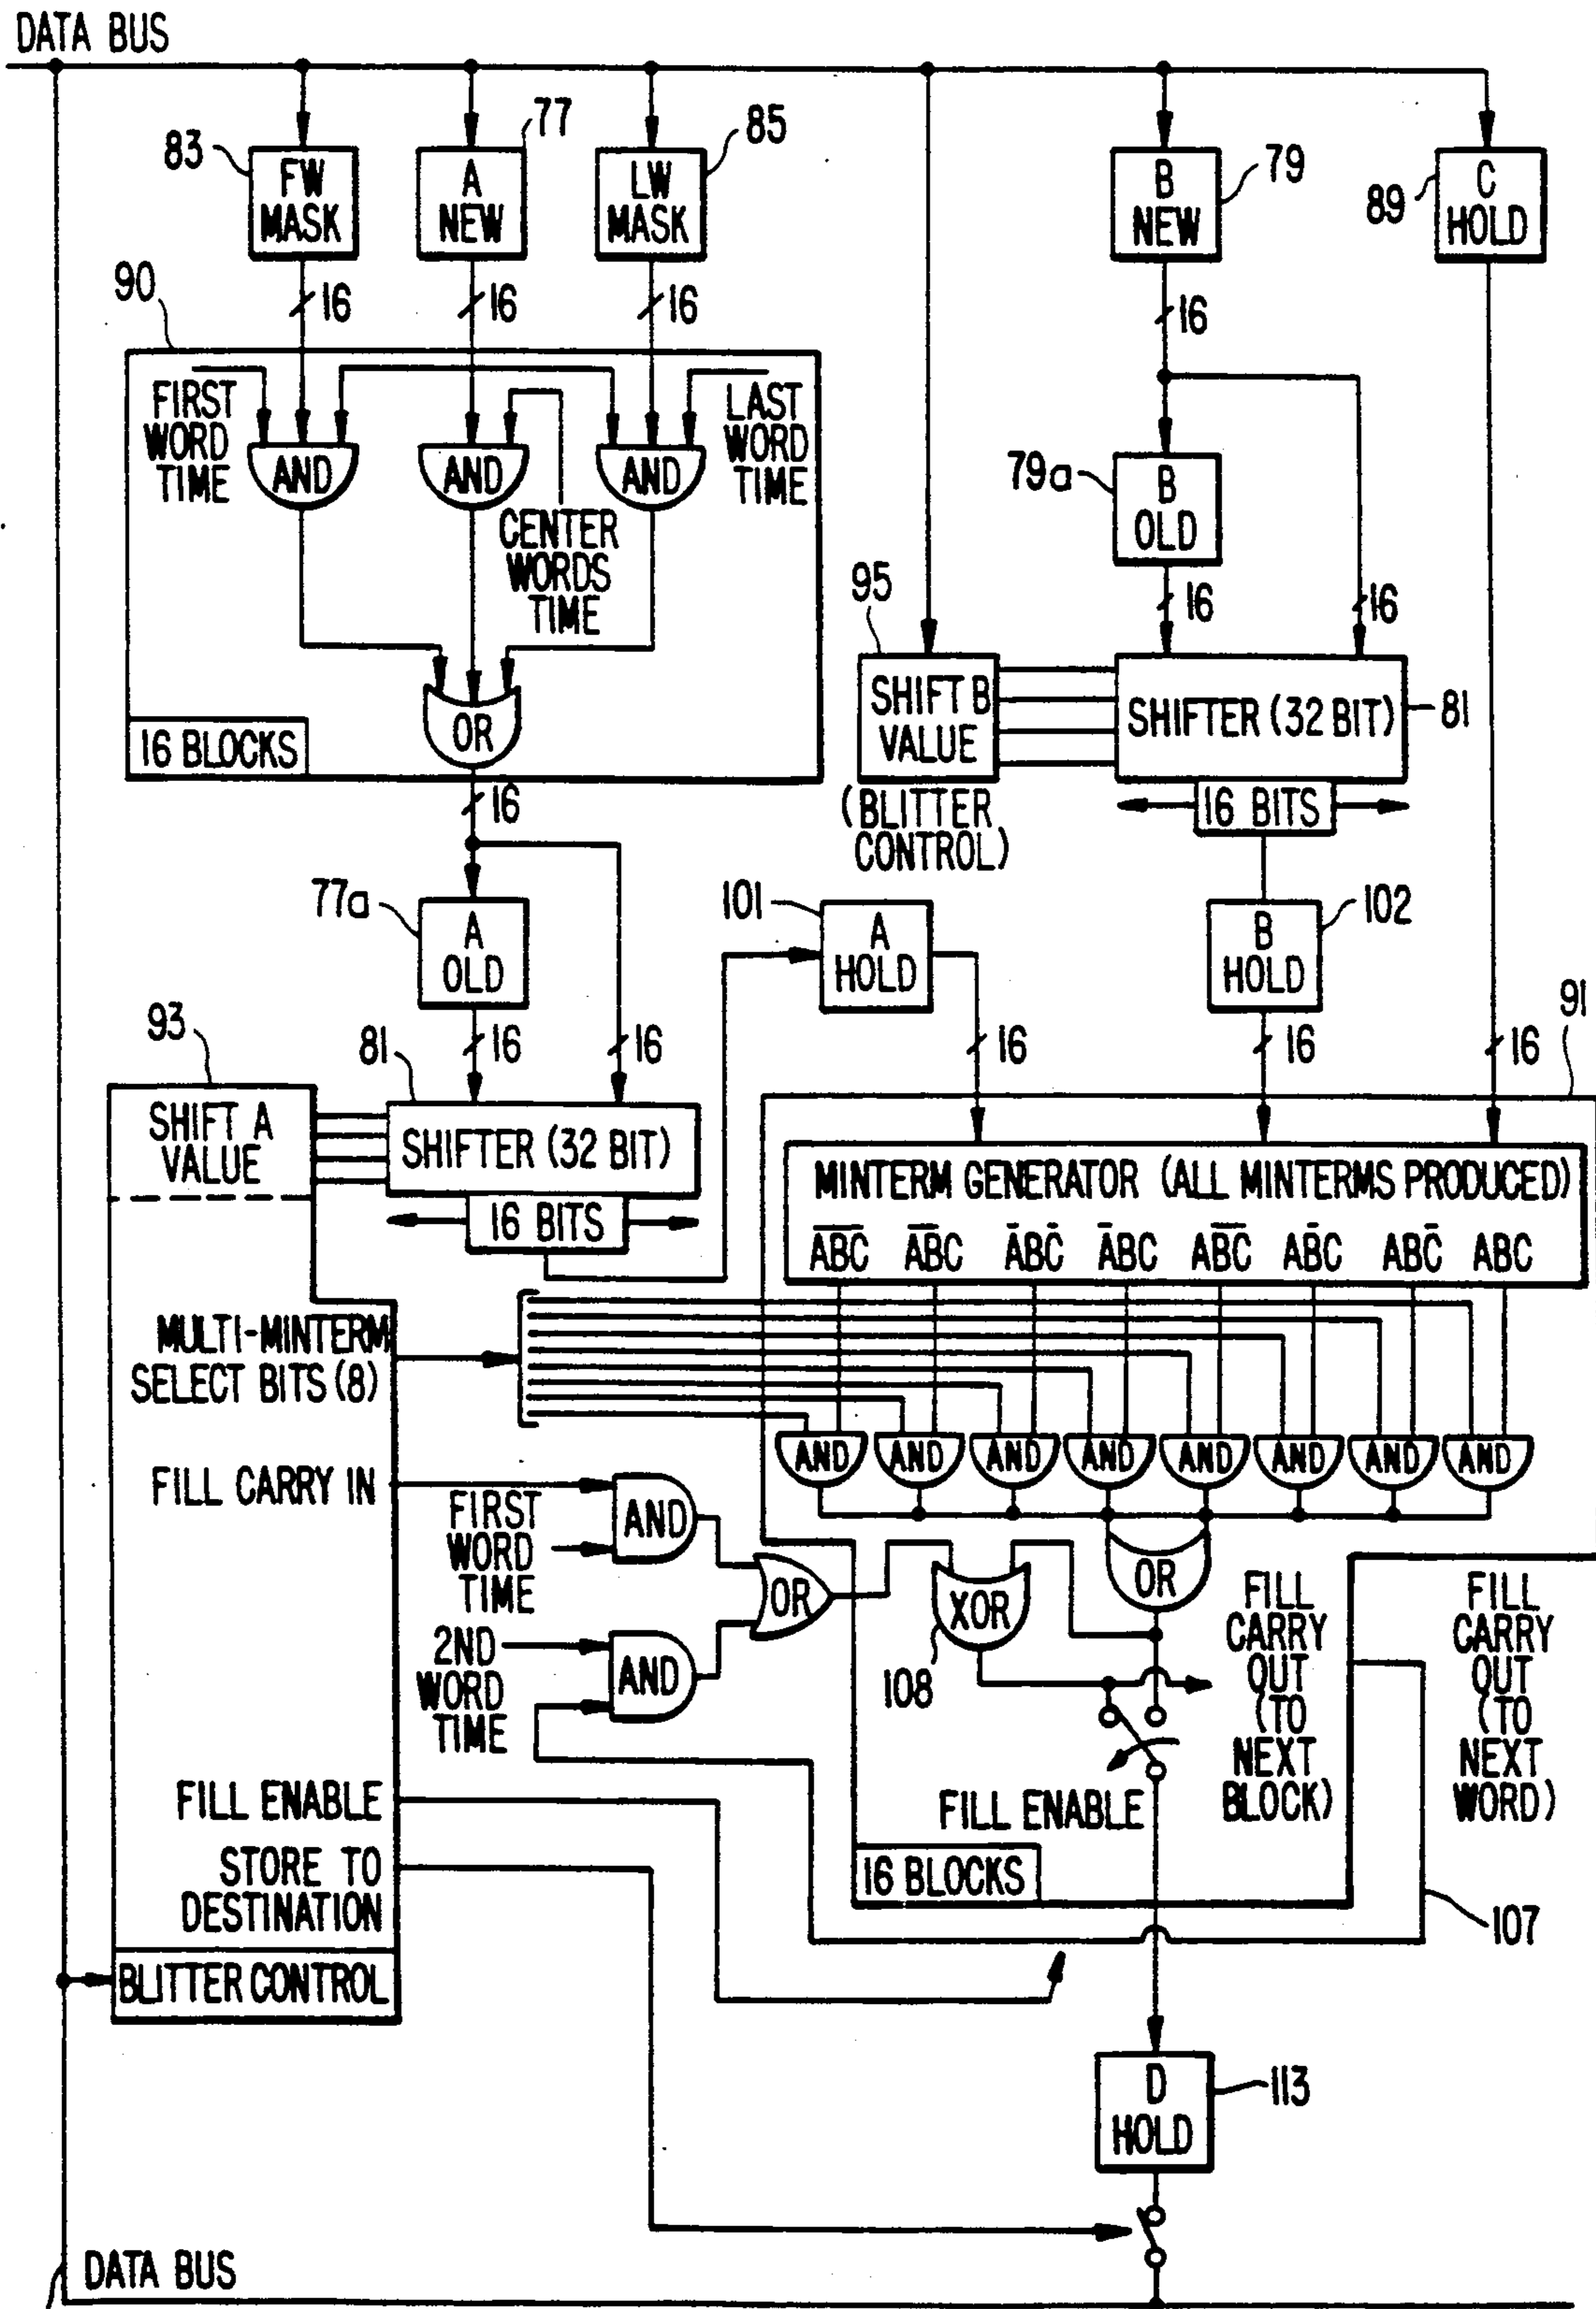 DATA BUS
83
FW
MASK
77
A
NEW
85
LW
MASK
B
NEW
79
89
C
HOLD
90
16
16
16
16
FIRST
WORD
TIME
AND
AND
AND
LAST
WORD
TIME
CENTER
WORDS
TIME
OR
16 BLOCKS
16
79a
B
OLD
16
16
95
SHIFT B
VALUE
(BLITTER
CONTROL)
SHIFTER (32 BIT)
81
16 BITS
77a
A
OLD
101
A
HOLD
B
HOLD
102
16
16
16
16
16
91
93
SHIFT A
VALUE
81
SHIFTER (32 BIT)
16 BITS
MINTERM GENERATOR (ALL MINTERMS PRODUCED)
A̅B̅C̅ A̅B̅C A̅BC̅ A̅BC AB̅C̅ AB̅C ABC̅ ABC
MULTI-MINTERM
SELECT BITS (8)
AND AND AND AND AND AND AND AND
FILL CARRY IN
FIRST
WORD
TIME
AND
2ND
WORD
TIME
AND
OR
XOR
108
OR
FILL
CARRY
OUT
(TO
NEXT
BLOCK)
FILL
CARRY
OUT
(TO
NEXT
WORD)
FILL ENABLE
FILL ENABLE
STORE TO
DESTINATION
16 BLOCKS
107
BLITTER CONTROL
D
HOLD
113
DATA BUS